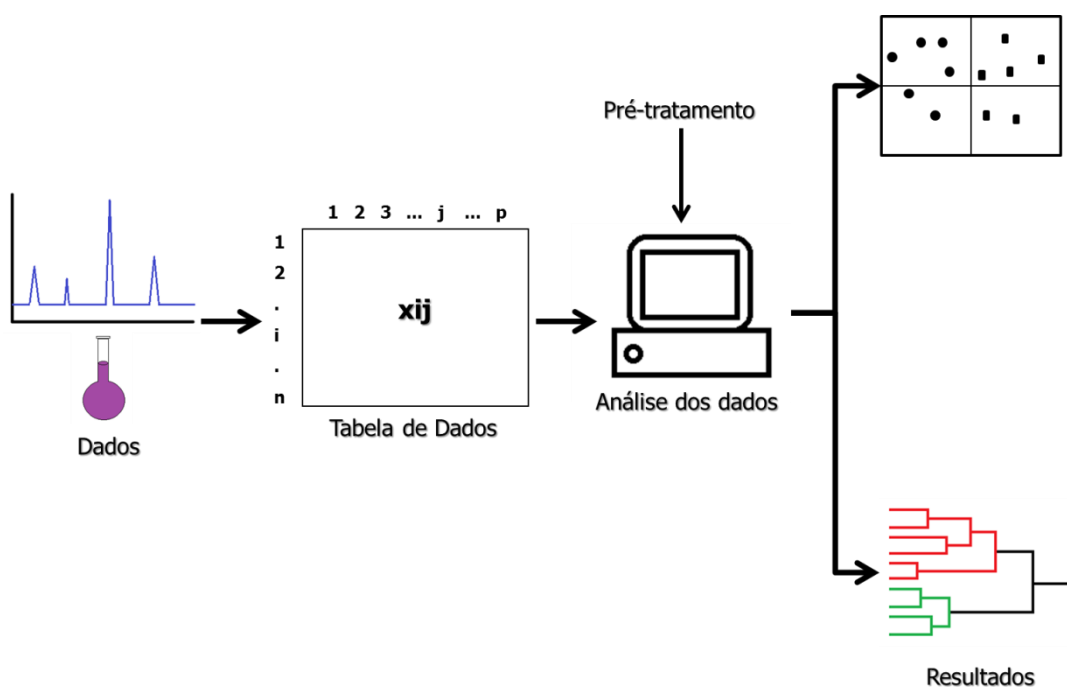 Pré-tratamento
1 2 3 ... j ... p
1
2
.
i
.
n
xij
Dados
Tabela de Dados
Análise dos dados
Resultados